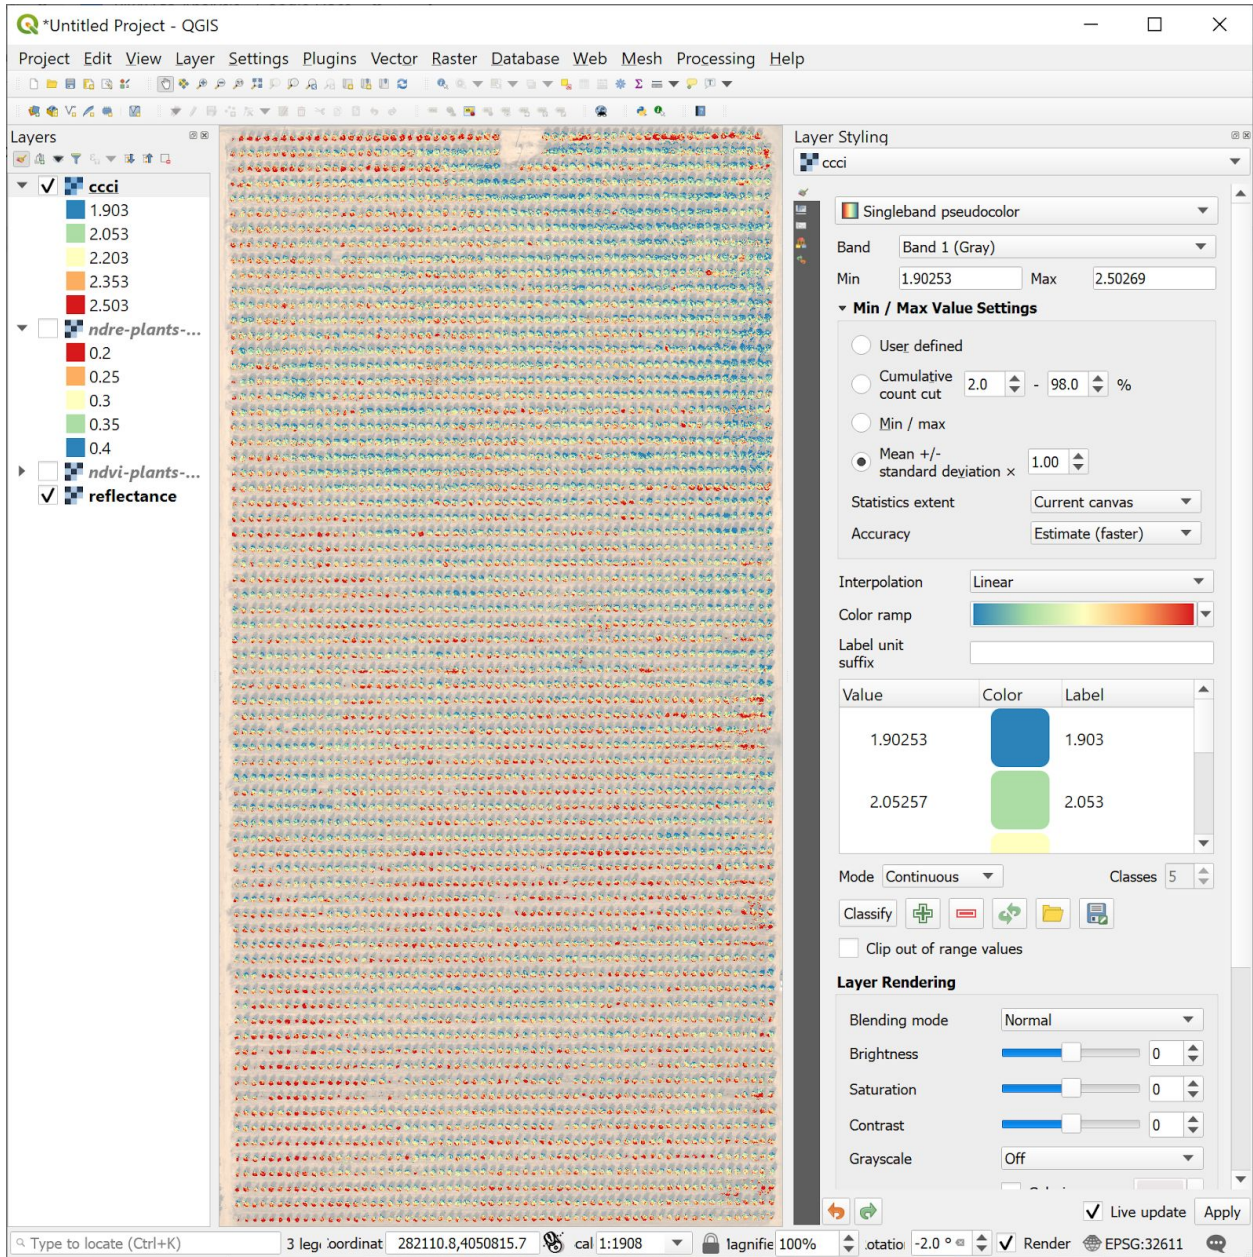 *Untitled Project - QGIS
Project Edit View Layer Settings Plugins Vector Raster Database Web Mesh Processing Help
Layers
ccci
1.903
2.053
2.203
2.353
2.503
ndre-plants-...
0.2
0.25
0.3
0.35
0.4
ndvi-plants-...
reflectance
Layer Styling
ccci
Singleband pseudocolor
Band Band 1 (Gray)
Min 1.90253 Max 2.50269
Min / Max Value Settings
User defined
Cumulative
count cut 2.0 - 98.0 %
Min / max
Mean +/-
standard deviation × 1.00
Statistics extent Current canvas
Accuracy Estimate (faster)
Interpolation Linear
Color ramp
Label unit
suffix
Value Color Label
1.90253 1.903
2.05257 2.053
Mode Continuous Classes 5
Classify
Clip out of range values
Layer Rendering
Blending mode Normal
Brightness 0
Saturation 0
Contrast 0
Grayscale Off
Live update Apply
Type to locate (Ctrl+K) 3 leg oordinat 282110.8,4050815.7 cal 1:1908 agnifie 100% otatio -2.0 ° Render EPSG:32611